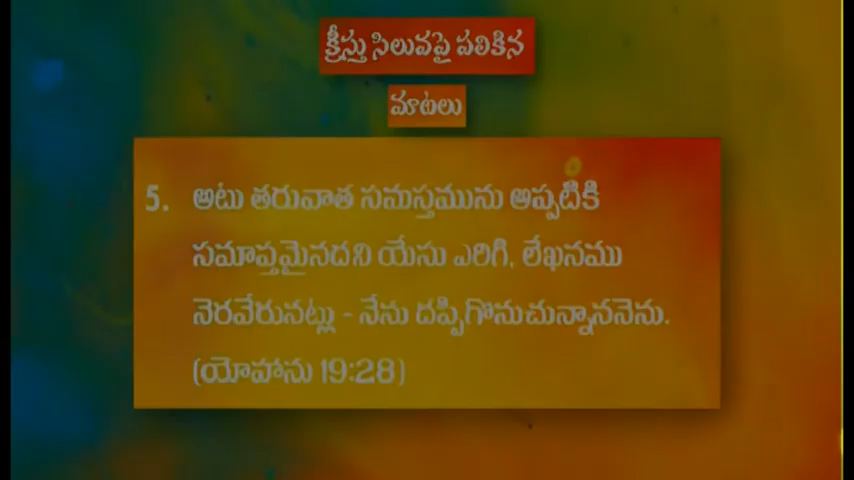 క్రీస్తు సిలువపై పలికిన
మాటలు
5. అటు తరువాత సమస్తమును అప్పటికి
సమాప్తమైనదని యేసు ఎరిగి, లేఖనము
నెరవేరునట్లు - నేను దప్పిగొనుచున్నాననెను.
(యోహాను 19:28)